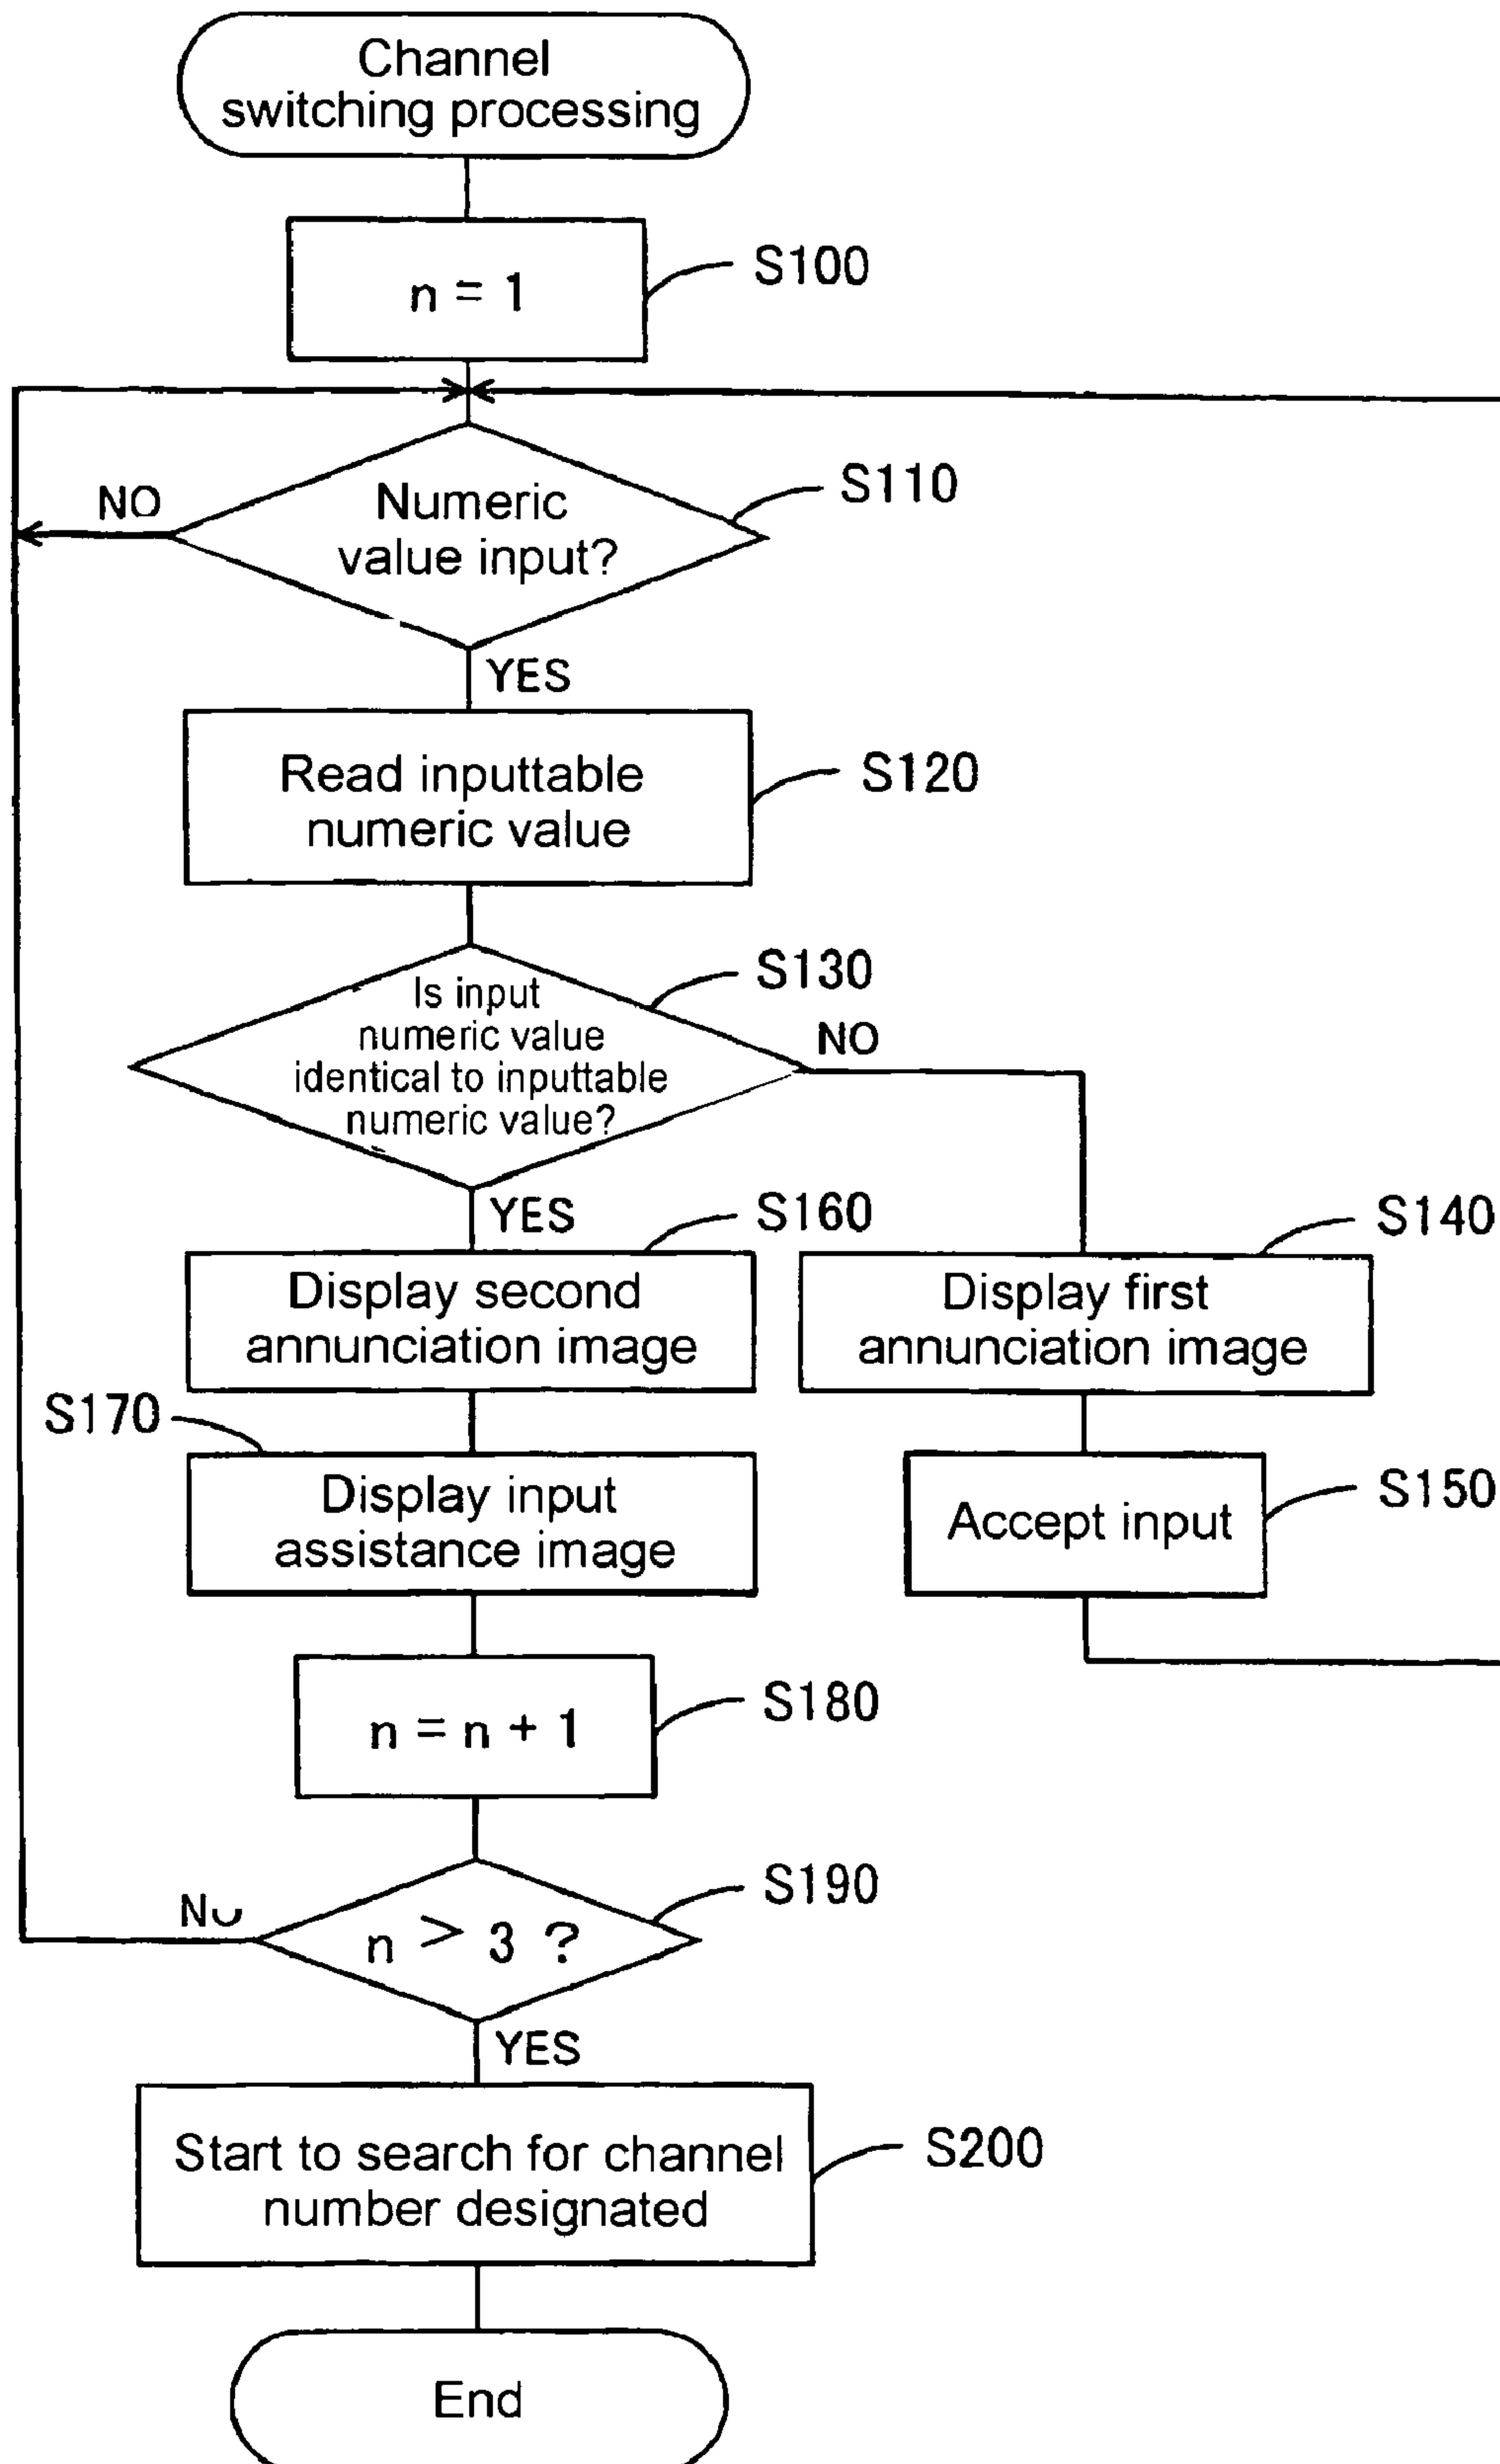 Channel
switching processing
n = 1
S100
NO
Numeric
value input?
S110
YES
Read inputtable
numeric value
S120
Is input
numeric value
identical to inputtable
numeric value?
S130
NO
YES
S160
S140
Display second
annunciation image
Display first
annunciation image
S170
Display input
assistance image
Accept input
S150
n = n + 1
S180
NO
n > 3 ?
S190
YES
Start to search for channel
number designated
S200
End